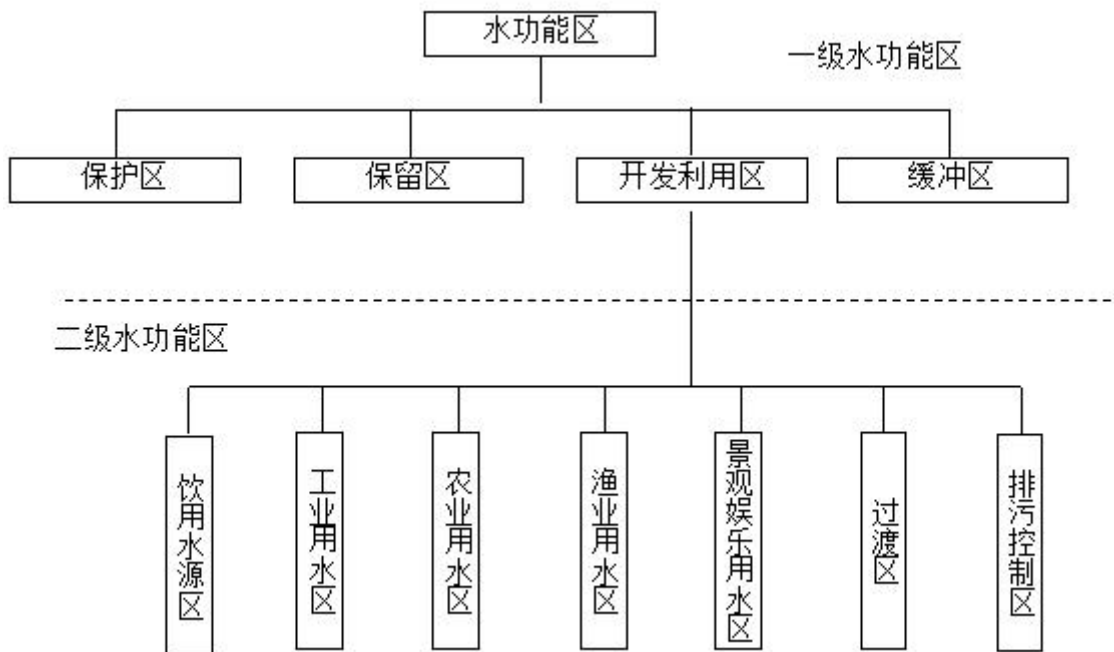 水功能区
一级水功能区
保护区
保留区
开发利用区
缓冲区
二级水功能区
饮用水源区
工业用水区
农业用水区
渔业用水区
景观娱乐用水区
过渡区
排污控制区